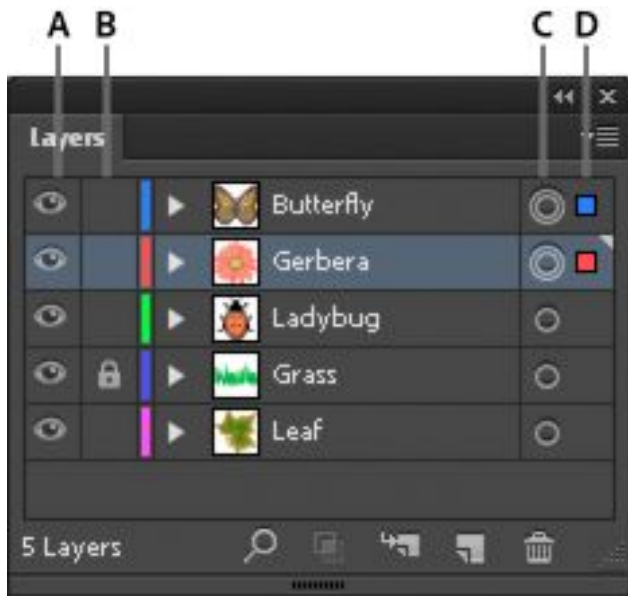 A B C D
Layers
Butterfly
Gerbera
Ladybug
Grass
Leaf
5 Layers